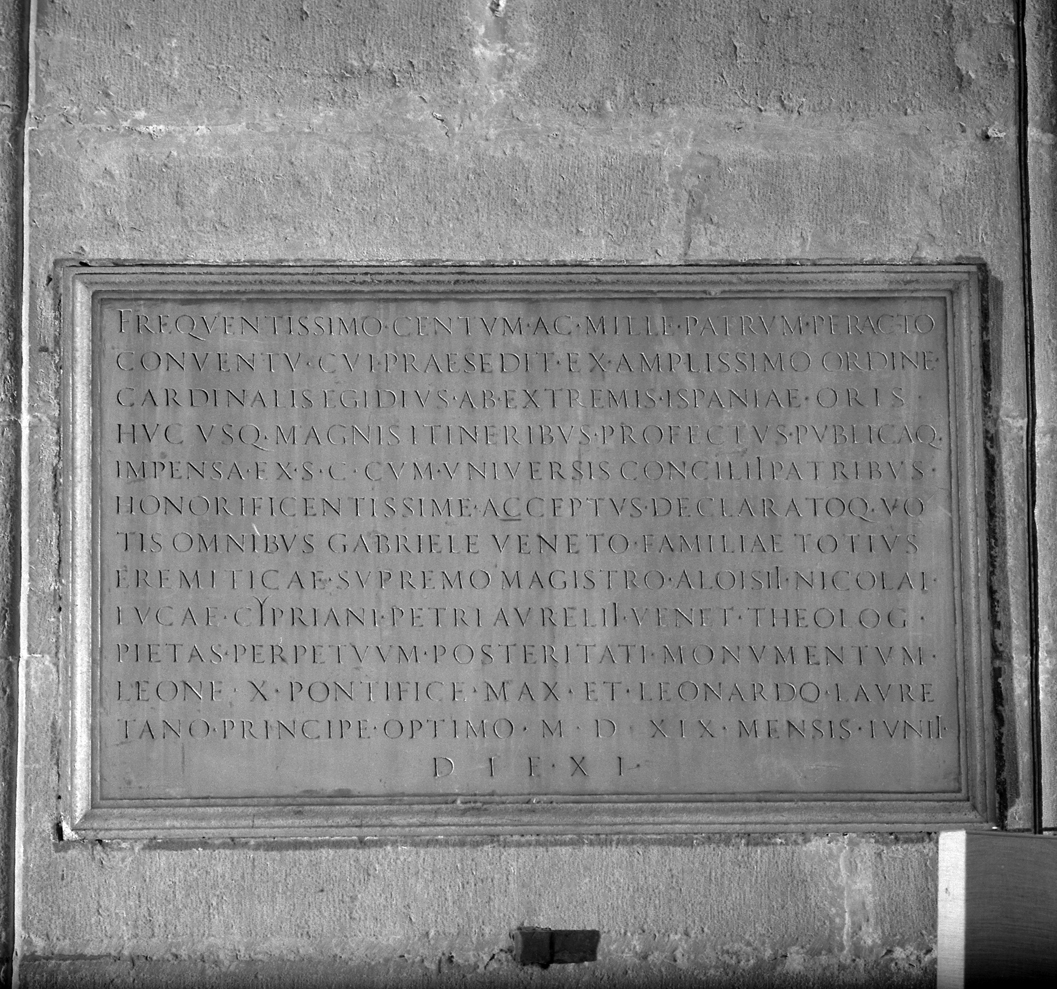 FREQVENTISSIMO·CENTVM·AC·MILLE·PATRVM·PERACTO
CONVENTV·CVI·PRAESEDIT·EX·AMPLISSIMO ORDINE·
CARDINALIS EGIDIVS·AB·EXTREMIS·ISPANIAE·ORIS·
HVC VSQ·MAGNIS ITINERIBVS·PROFECTVS·PVBLICAQ·
IMPENSA·EX·S·C·CVM·VNIVERSIS CONCILII PATRIBVS·
HONORIFICENTISSIME·ACCEPTVS·DECLARATOQ·VO
TIS OMNIBVS GABRIELE VENETO·FAMILIAE TOTIVS
EREMITICAE·SVPREMO MAGISTRO·ALOISII·NICOLAI·
LVCAE·CYPRIANI·PETRI AVRELII·VENET·THEOLOG·
PIETAS·PERPETVVM·POSTERITATI·MONVMENTVM·
LEONE·X·PONTIFICE·MAX·ET·LEONARDO·LAVRE
TANO·PRINCIPE·OPTIMO·M·D·XIX·MENSIS·IVNII·
DIE·XI·